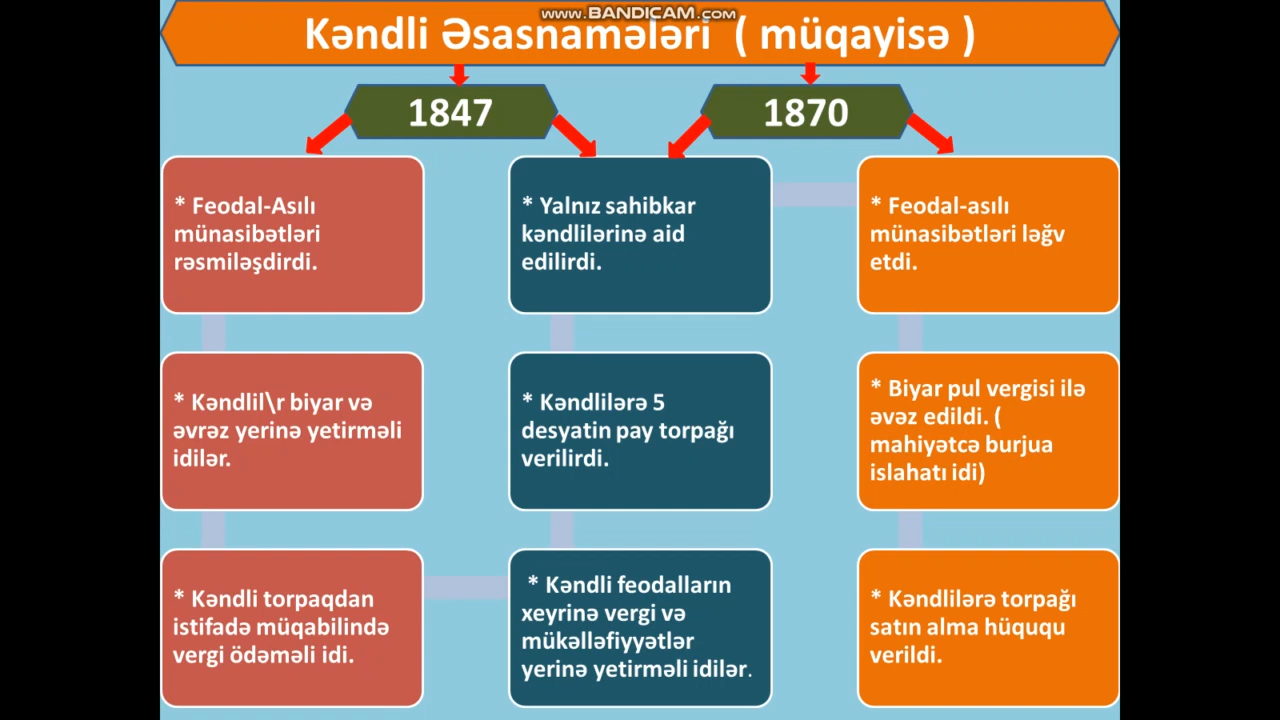 www.BANDICAM.com
Kəndli Əsasnamələri ( müqayisə )
1847
1870
* Feodal-Asılı
münasibətləri
rəsmiləşdirdi.
* Yalnız sahibkar
kəndlilərinə aid
edilirdi.
* Feodal-asılı
münasibətləri ləğv
etdi.
* Kəndlil\r biyar və
əvrəz yerinə yetirməli
idilər.
* Kəndlilərə 5
desyatin pay torpağı
verilirdi.
* Biyar pul vergisi ilə
əvəz edildi. (
mahiyətcə burjua
islahatı idi)
* Kəndli torpaqdan
istifadə müqabilində
vergi ödəməli idi.
* Kəndli feodalların
xeyrinə vergi və
mükəlləfiyyətlər
yerinə yetirməli idilər.
* Kəndlilərə torpağı
satın alma hüququ
verildi.